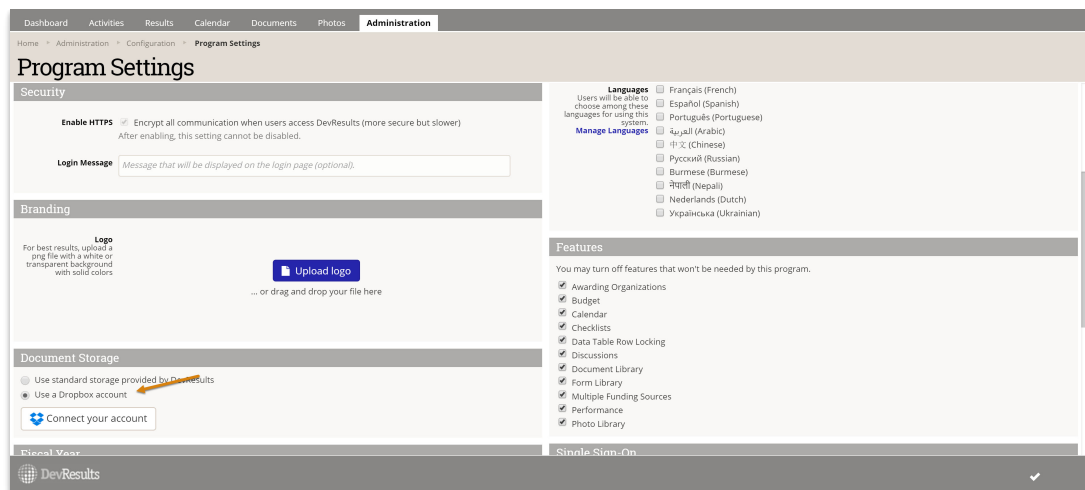 Dashboard Activities Results Calendar Documents Photos Administration
Home Administration Configuration Program Settings
Program Settings
Security
Enable HTTPS Encrypt all communication when users access DevResults (more secure but slower)
After enabling, this setting cannot be disabled.
Login Message Message that will be displayed on the login page (optional).
Branding
Logo
For best results, upload a
png file with a white or
transparent background
with solid colors
Upload logo
... or drag and drop your file here
Document Storage
Use standard storage provided by DevResults
Use a Dropbox account
Connect your account
Fiscal Year
Languages
Users will be able to
choose among these
languages for using this
system.
Manage Languages
Français (French)
Español (Spanish)
Português (Portuguese)
العربية (Arabic)
中文 (Chinese)
Русский (Russian)
Burmese (Burmese)
नेपाली (Nepali)
Nederlands (Dutch)
Українська (Ukrainian)
Features
You may turn off features that won't be needed by this program.
Awarding Organizations
Budget
Calendar
Checklists
Data Table Row Locking
Discussions
Document Library
Form Library
Multiple Funding Sources
Performance
Photo Library
Single Sign-On
DevResults